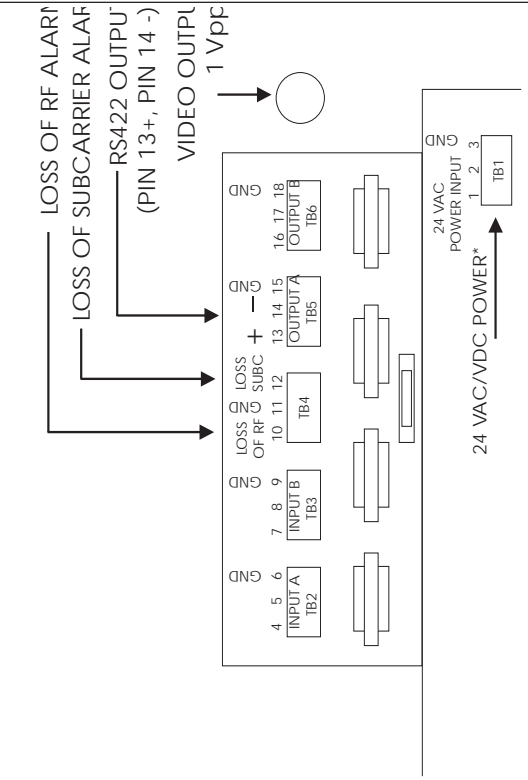 LOSS OF RF ALARM
LOSS OF SUBCARRIER ALAR
RS422 OUTPUT
(PIN 13+, PIN 14 -)
VIDEO OUTPU
1 Vpp
GND
4 5 6
INPUT A
TB2
GND
7 8 9
INPUT B
TB3
LOSS
OF RF
GND
LOSS
SUBC
10 11 12
TB4
+ −
GND
13 14 15
OUTPUT A
TB5
GND
16 17 18
OUTPUT B
TB6
24 VAC
POWER INPUT
GND
1 2 3
TB1
24 VAC/VDC POWER*